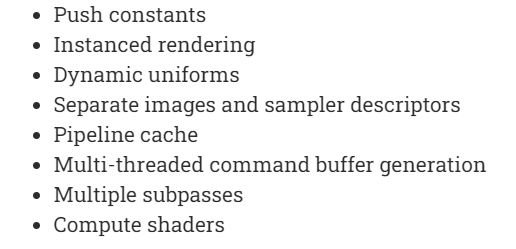 • Push constants
• Instanced rendering
• Dynamic uniforms
• Separate images and sampler descriptors
• Pipeline cache
• Multi-threaded command buffer generation
• Multiple subpasses
• Compute shaders